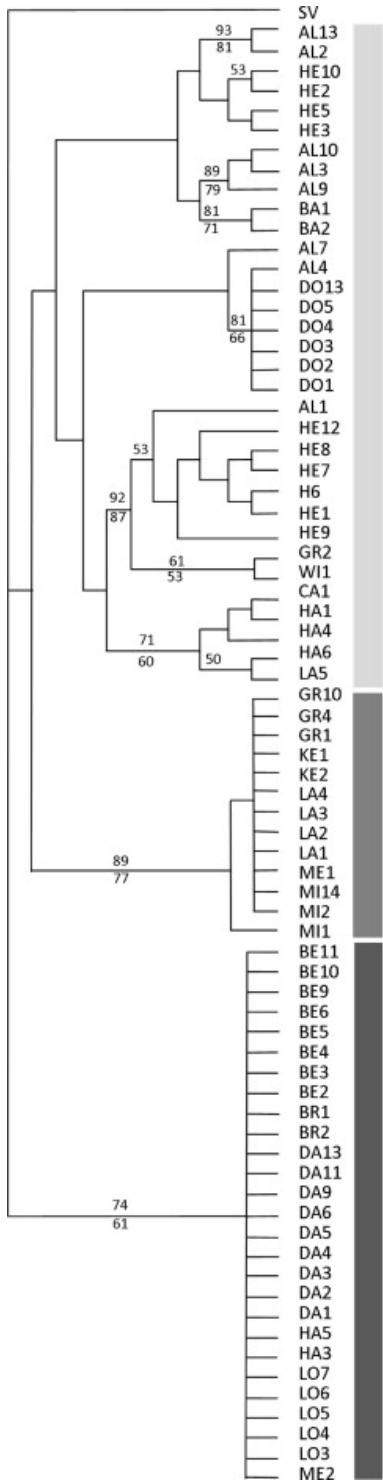 SV
93
AL13
81
AL2
53
HE10
HE2
HE5
HE3
AL10
89
AL3
79
AL9
81
BA1
71
BA2
AL7
AL4
DO13
DO5
81
DO4
66
DO3
DO2
DO1
AL1
HE12
53
HE8
HE7
92
H6
87
HE1
HE9
61
GR2
53
WI1
CA1
HA1
71
HA4
60
50
HA6
LA5
GR10
GR4
GR1
KE1
KE2
LA4
LA3
LA2
LA1
89
ME1
77
MI14
MI2
MI1
BE11
BE10
BE9
BE6
BE5
BE4
BE3
BE2
BR1
BR2
DA13
DA11
DA9
74
DA6
61
DA5
DA4
DA3
DA2
DA1
HA5
HA3
LO7
LO6
LO5
LO4
LO3
ME2